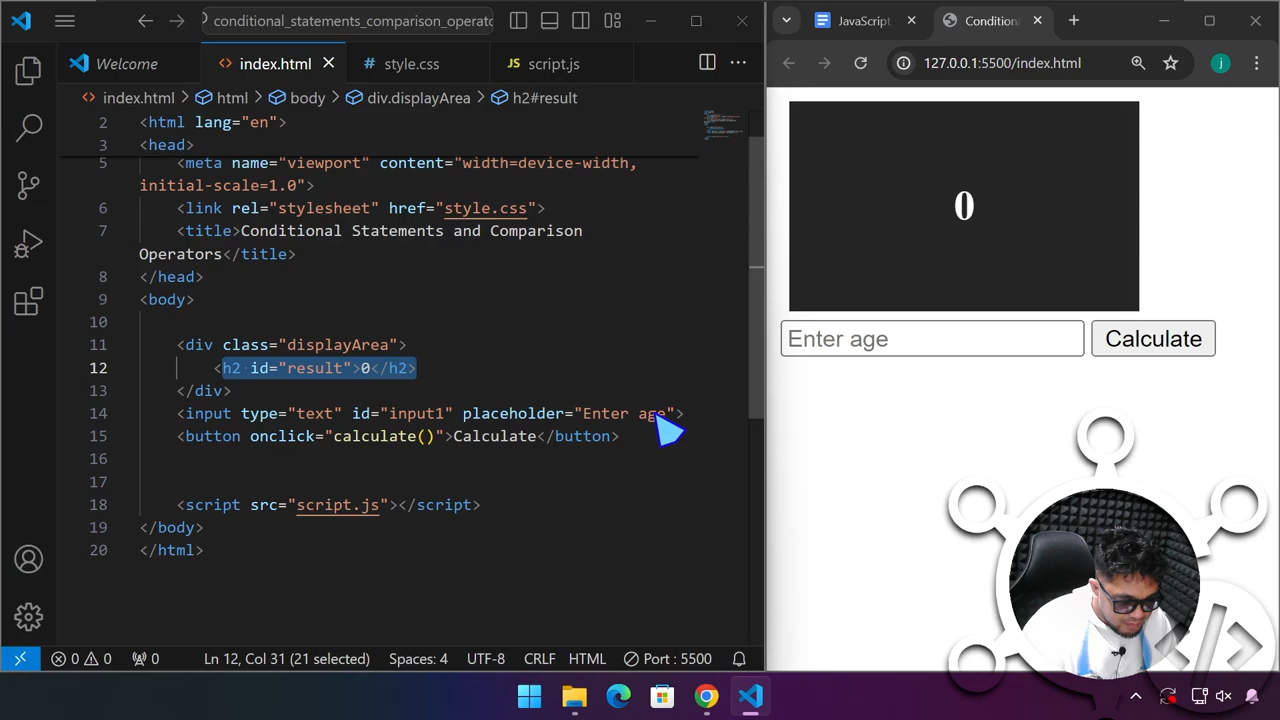 conditional_statements_comparison_operato
Welcome
index.html
style.css
JS script.js
index.html > html > body > div.displayArea > h2#result
2 <html lang="en">
3 <head>
5 <meta name="viewport" content="width=device-width,
initial-scale=1.0">
6 <link rel="stylesheet" href="style.css">
7 <title>Conditional Statements and Comparison
Operators</title>
8 </head>
9 <body>
10
11 <div class="displayArea">
12 <h2 id="result">0</h2>
13 </div>
14 <input type="text" id="input1" placeholder="Enter age">
15 <button onclick="calculate()">Calculate</button>
16
17
18 <script src="script.js"></script>
19 </body>
20 </html>
0 0 0 Ln 12, Col 31 (21 selected) Spaces: 4 UTF-8 CRLF HTML Port : 5500
JavaScript
Condition
127.0.0.1:5500/index.html
j
0
Enter age
Calculate
</>